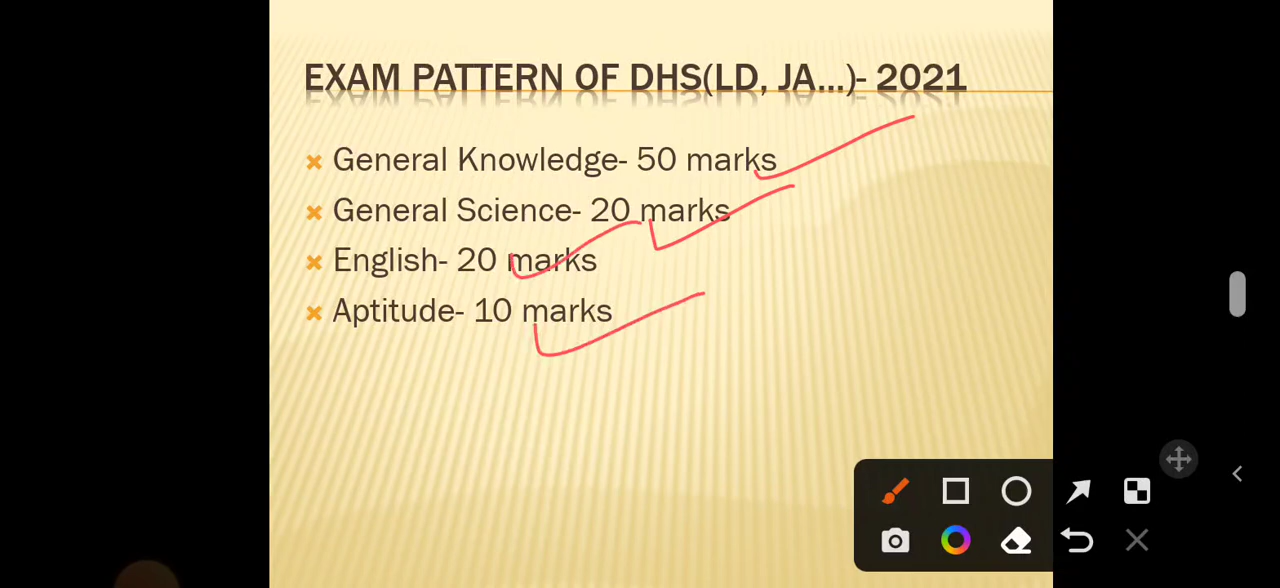 EXAM PATTERN OF DHS(LD, JA...)- 2021
General Knowledge- 50 marks
General Science- 20 marks
English- 20 marks
Aptitude- 10 marks